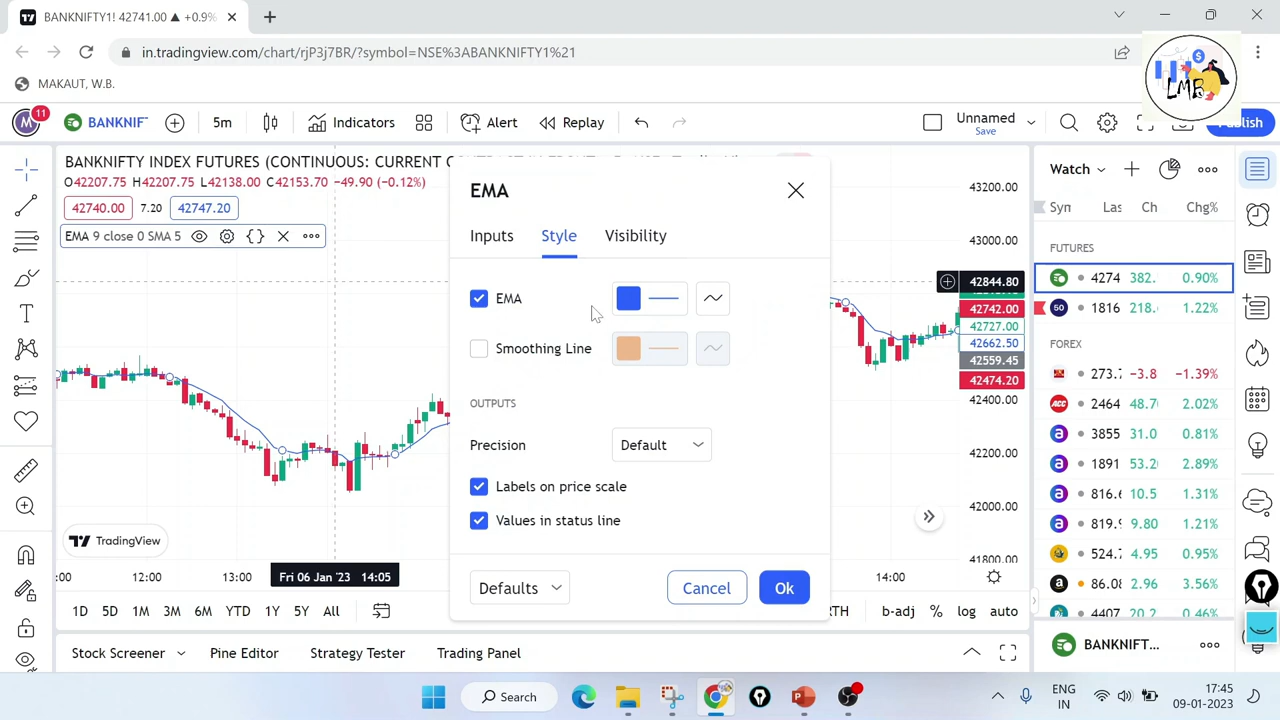 BANKNIFTY1! 42741.00 ▲ +0.9%
in.tradingview.com/chart/rjP3j7BR/?symbol=NSE%3ABANKNIFTY1%21
MAKAUT, W.B.
LMB
M 11 BANKNIF 5m Indicators Alert Replay Unnamed Save Publish
BANKNIFTY INDEX FUTURES (CONTINUOUS: CURRENT
O42207.75 H42207.75 L42138.00 C42153.70 -49.90 (-0.12%)
42740.00 7.20 42747.20
EMA 9 close 0 SMA 5
EMA
Inputs Style Visibility
EMA
Smoothing Line
OUTPUTS
Precision Default
Labels on price scale
Values in status line
Defaults Cancel Ok
43200.00
43000.00
42844.80
42742.00
42727.00
42662.50
42559.45
42474.20
42400.00
42200.00
42000.00
41800.00
TradingView
:00 12:00 13:00 Fri 06 Jan '23 14:05 14:00
1D 5D 1M 3M 6M YTD 1Y 5Y All RTH b-adj % log auto
Stock Screener Pine Editor Strategy Tester Trading Panel
Watch
Syn Las Ch Chg%
FUTURES
4274 382. 0.90%
50 1816 218. 1.22%
FOREX
273.7 -3.8 -1.39%
ACC 2464 48.7 2.02%
a 3855 31.0 0.81%
a 1891 53.2 2.89%
a 816.6 10.5 1.31%
a 819.9 9.80 1.21%
524.7 4.95 0.95%
a 86.08 2.96 3.56%
4407 20.2
BANKNIFTY...
Search
ENG
IN
17:45
09-01-2023